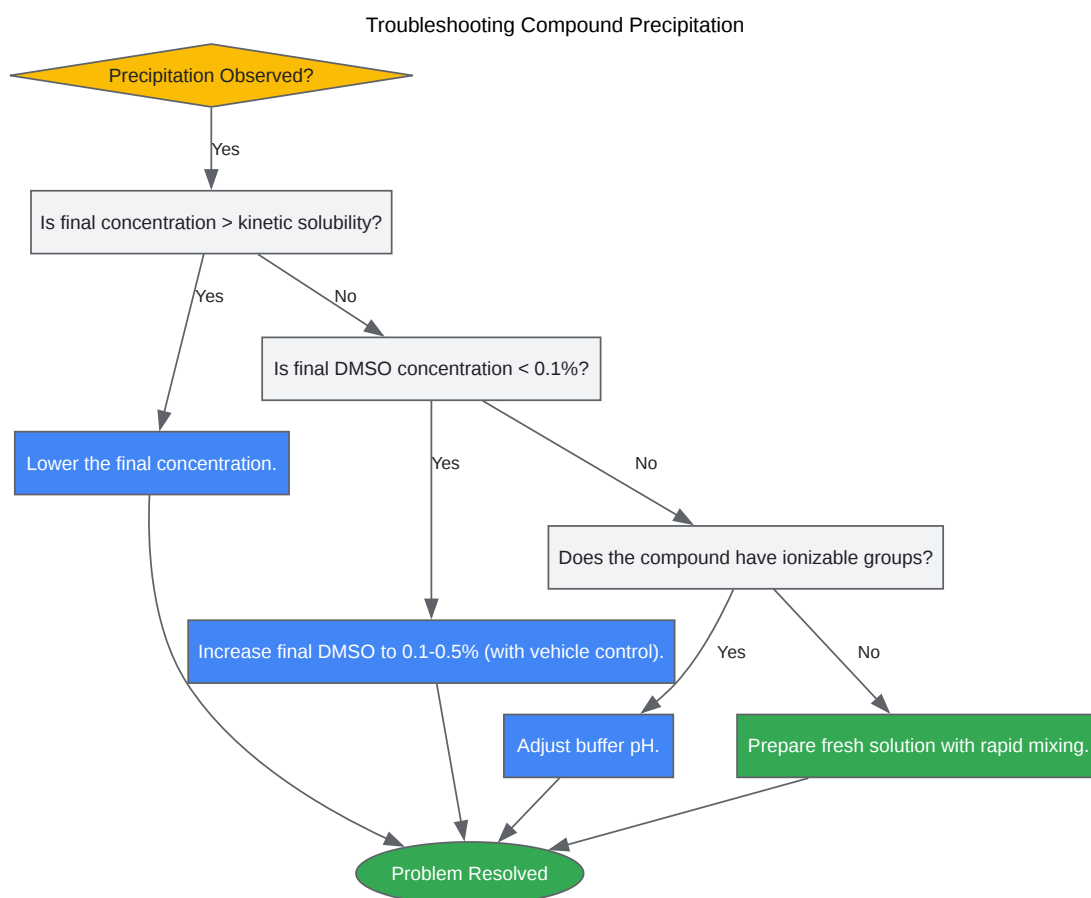 Troubleshooting Compound Precipitation
Precipitation Observed?
Yes
Is final concentration > kinetic solubility?
Yes
No
Is final DMSO concentration < 0.1%?
Lower the final concentration.
Yes
No
Does the compound have ionizable groups?
Increase final DMSO to 0.1-0.5% (with vehicle control).
Yes
No
Adjust buffer pH.
Prepare fresh solution with rapid mixing.
Problem Resolved